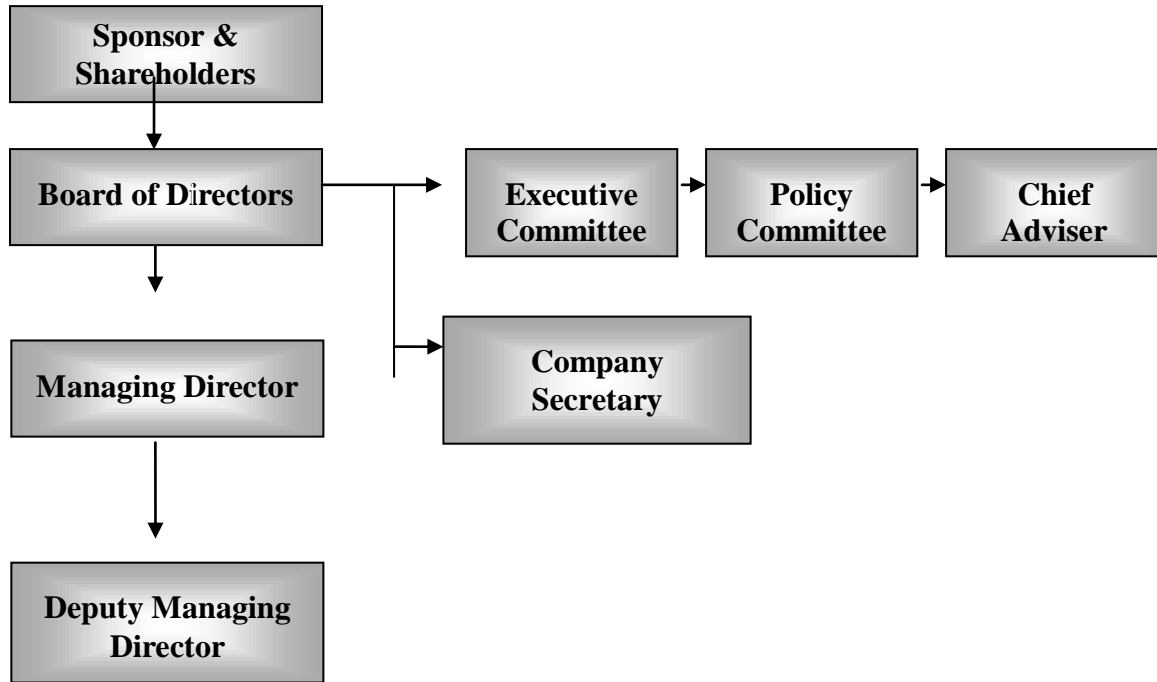 Sponsor &
Shareholders
Board of Directors
Executive
Committee
Policy
Committee
Chief
Adviser
Managing Director
Company
Secretary
Deputy Managing
Director